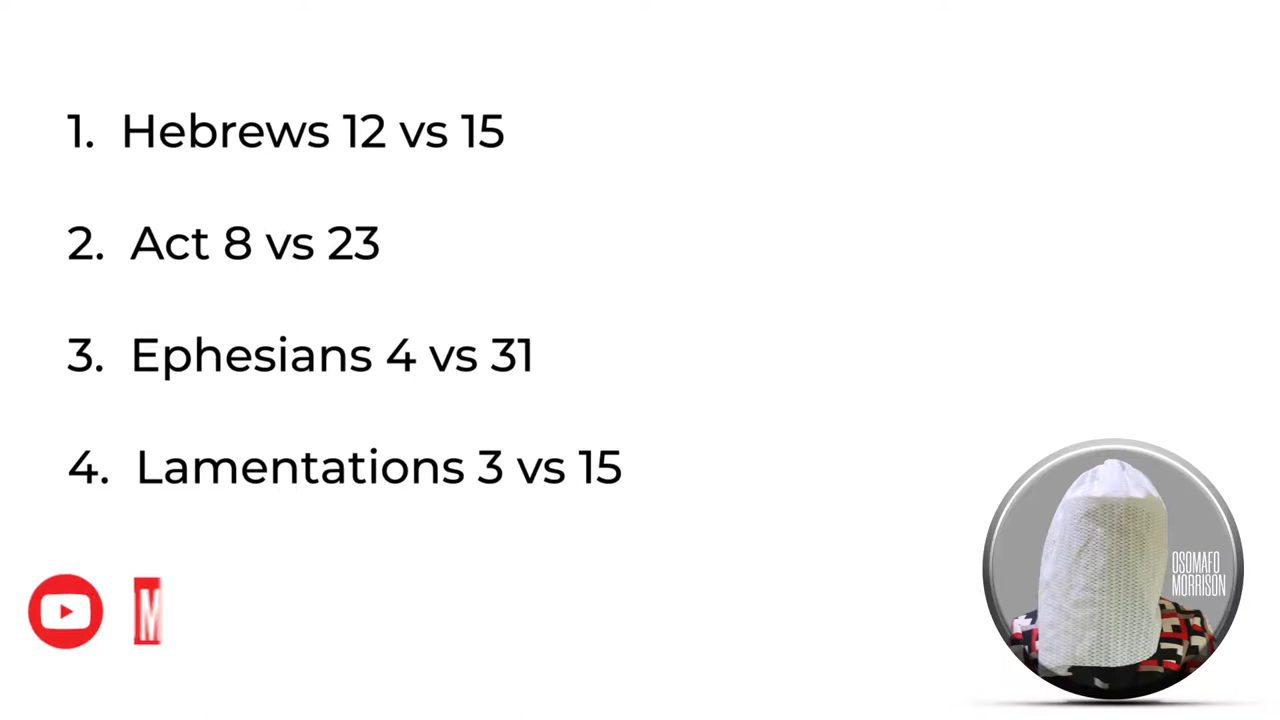 1. Hebrews 12 vs 15
2. Act 8 vs 23
3. Ephesians 4 vs 31
4. Lamentations 3 vs 15
OSOMAFO
MORRISON
M